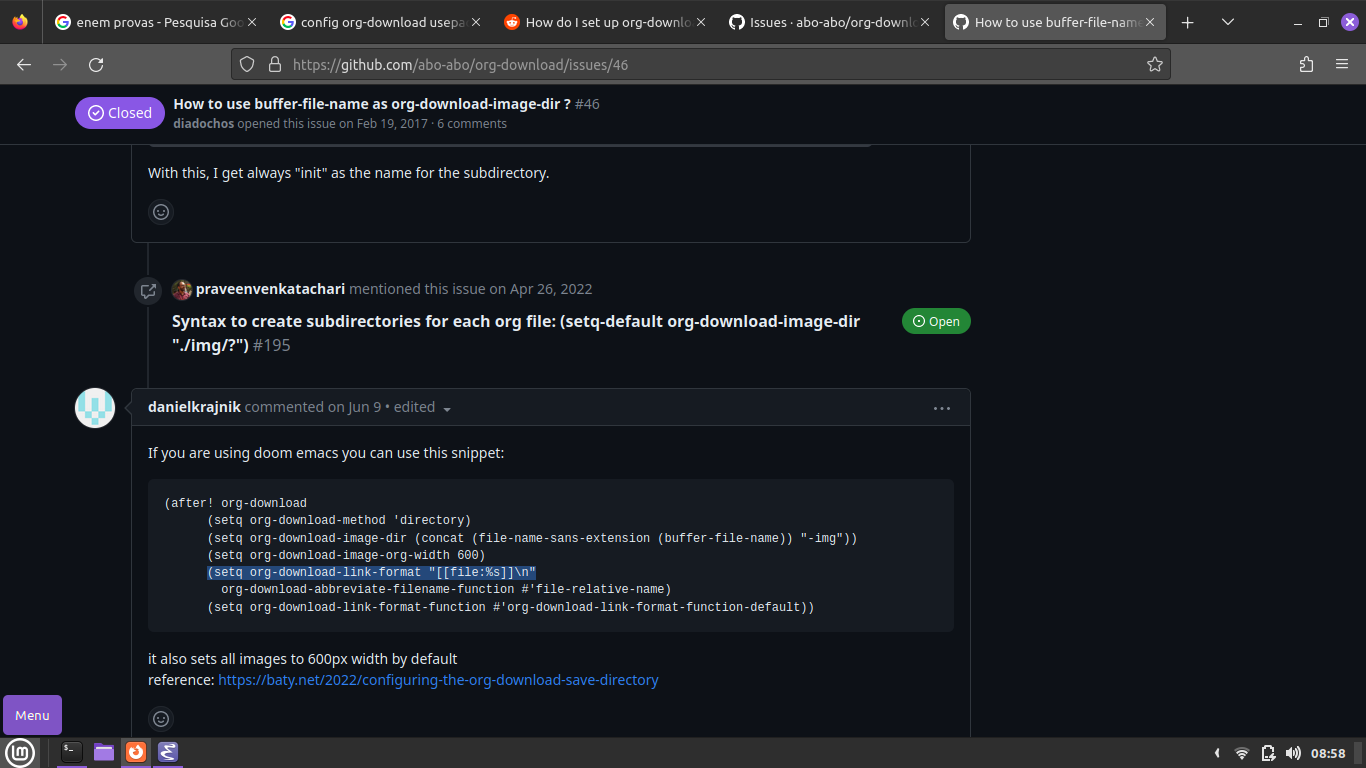 enem provas - Pesquisa Goo
config org-download usepa
How do I set up org-downlo
Issues · abo-abo/org-downl
How to use buffer-file-name
https://github.com/abo-abo/org-download/issues/46
Closed
How to use buffer-file-name as org-download-image-dir ? #46
diadochos opened this issue on Feb 19, 2017 · 6 comments
With this, I get always "init" as the name for the subdirectory.
praveenvenkatachari mentioned this issue on Apr 26, 2022
Syntax to create subdirectories for each org file: (setq-default org-download-image-dir
"./img/?") #195
Open
danielkrajnik commented on Jun 9 • edited
If you are using doom emacs you can use this snippet:
(after! org-download
(setq org-download-method 'directory)
(setq org-download-image-dir (concat (file-name-sans-extension (buffer-file-name)) "-img"))
(setq org-download-image-org-width 600)
(setq org-download-link-format "[[file:%s]]\n"
org-download-abbreviate-filename-function #'file-relative-name)
(setq org-download-link-format-function #'org-download-link-format-function-default))
it also sets all images to 600px width by default
reference: https://baty.net/2022/configuring-the-org-download-save-directory
Menu
08:58